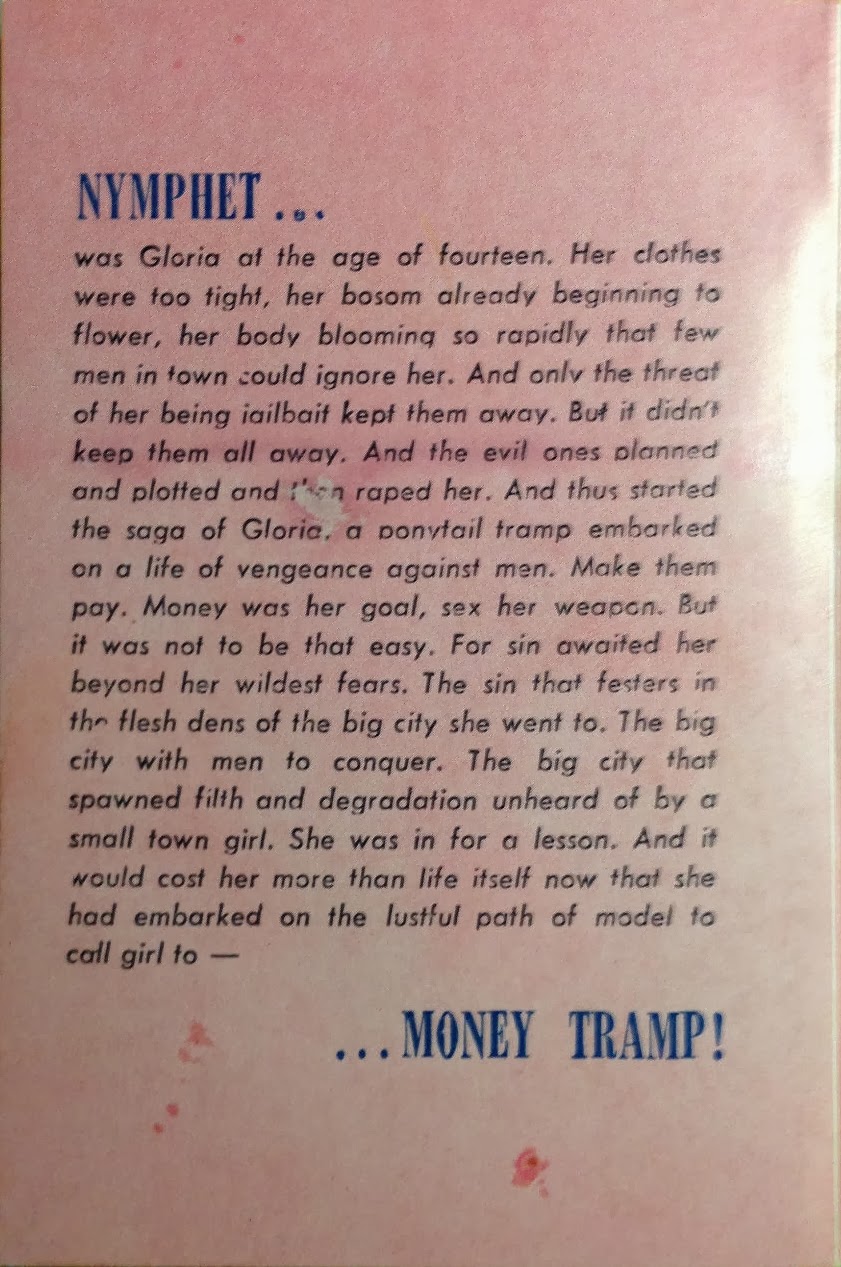 NYMPHET...
was Gloria at the age of fourteen. Her clothes
were too tight, her bosom already beginning to
flower, her body blooming so rapidly that few
men in town could ignore her. And only the threat
of her being jailbait kept them away. But it didn't
keep them all away. And the evil ones planned
and plotted and then raped her. And thus started
the saga of Gloria, a ponytail tramp embarked
on a life of vengeance against men. Make them
pay. Money was her goal, sex her weapon. But
it was not to be that easy. For sin awaited her
beyond her wildest fears. The sin that festers in
the flesh dens of the big city she went to. The big
city with men to conquer. The big city that
spawned filth and degradation unheard of by a
small town girl. She was in for a lesson. And it
would cost her more than life itself now that she
had embarked on the lustful path of model to
call girl to —
...MONEY TRAMP!